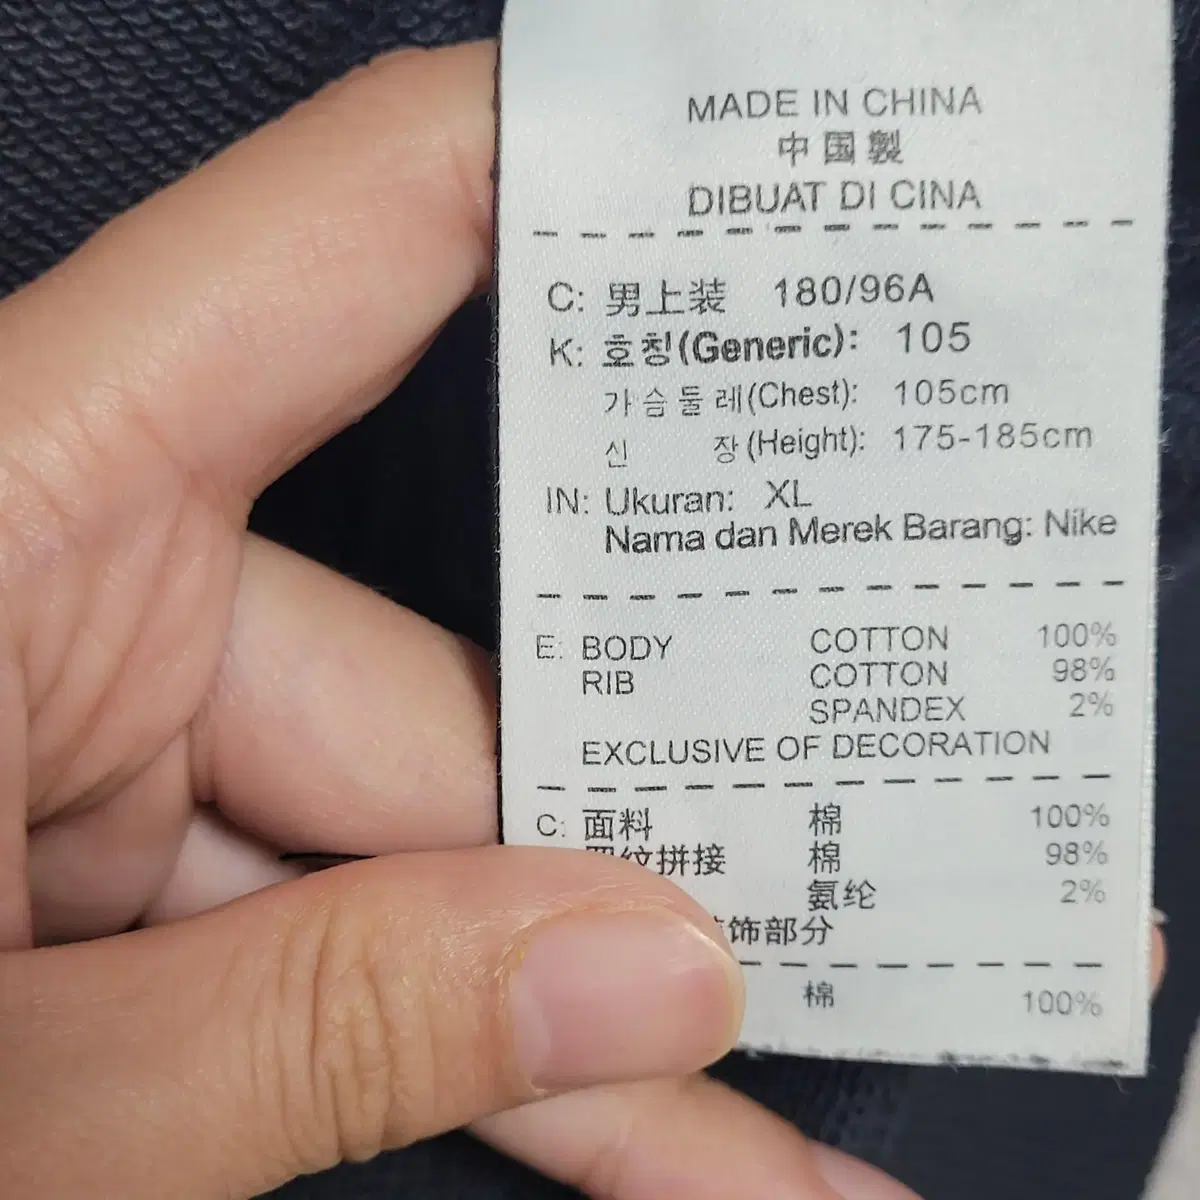 MADE IN CHINA
中国製
DIBUAT DI CINA
C: 男上装 180/96A
K: 호칭(Generic): 105
가슴둘레(Chest): 105cm
신 장(Height): 175-185cm
IN: Ukuran: XL
Nama dan Merek Barang: Nike
E: BODY COTTON 100%
RIB COTTON 98%
SPANDEX 2%
EXCLUSIVE OF DECORATION
C: 面料 棉 100%
纹拼接 棉 98%
氨纶 2%
饰部分
棉 100%